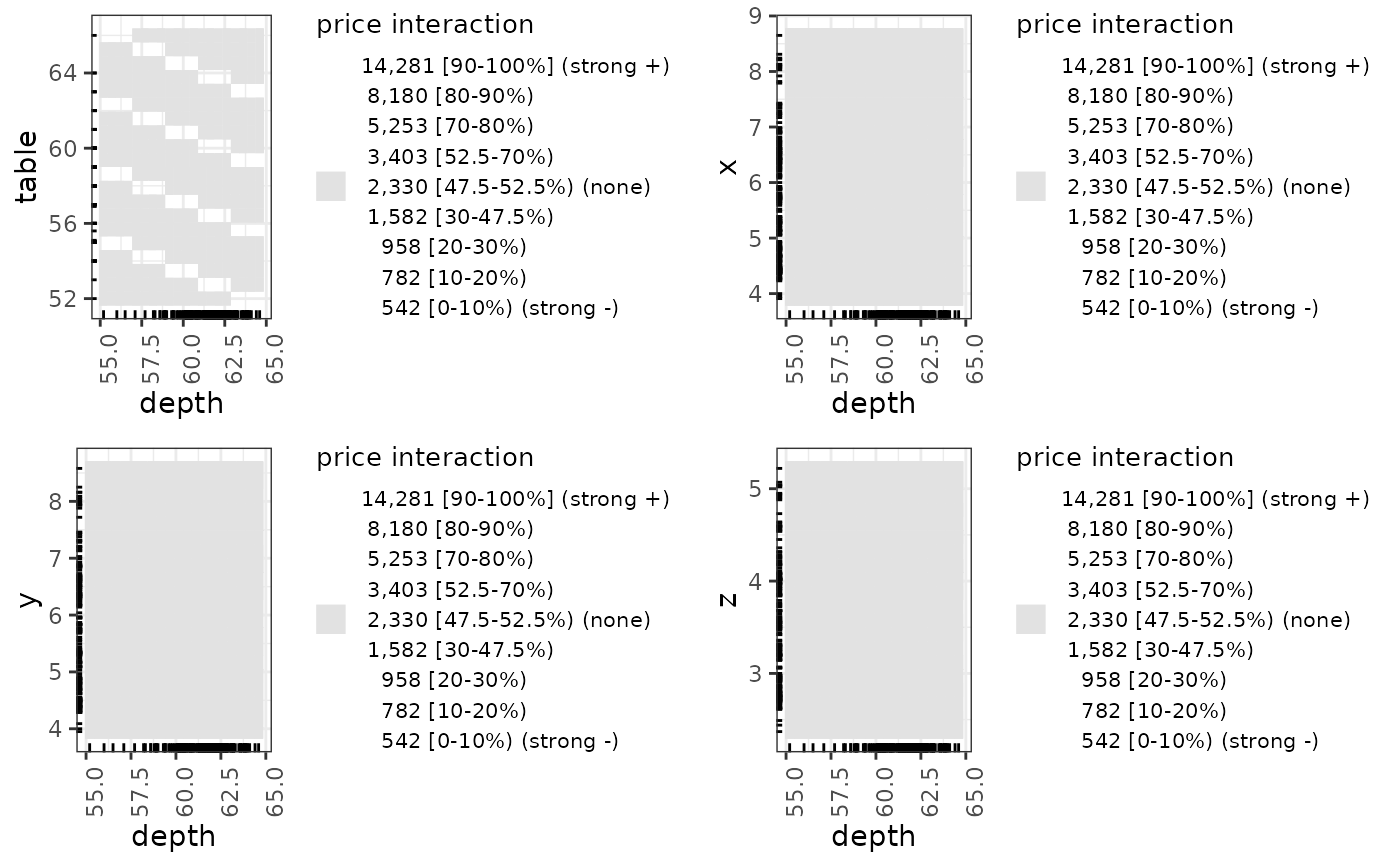 price interaction
14,281 [90-100%] (strong +)
8,180 [80-90%)
5,253 [70-80%)
3,403 [52.5-70%)
2,330 [47.5-52.5%) (none)
1,582 [30-47.5%)
958 [20-30%)
782 [10-20%)
542 [0-10%) (strong -)
table
64
60
56
52
55.0
57.5
60.0
62.5
65.0
depth
price interaction
14,281 [90-100%] (strong +)
8,180 [80-90%)
5,253 [70-80%)
3,403 [52.5-70%)
2,330 [47.5-52.5%) (none)
1,582 [30-47.5%)
958 [20-30%)
782 [10-20%)
542 [0-10%) (strong -)
x
9
8
7
6
5
4
55.0
57.5
60.0
62.5
65.0
depth
price interaction
14,281 [90-100%] (strong +)
8,180 [80-90%)
5,253 [70-80%)
3,403 [52.5-70%)
2,330 [47.5-52.5%) (none)
1,582 [30-47.5%)
958 [20-30%)
782 [10-20%)
542 [0-10%) (strong -)
y
8
7
6
5
4
55.0
57.5
60.0
62.5
65.0
depth
price interaction
14,281 [90-100%] (strong +)
8,180 [80-90%)
5,253 [70-80%)
3,403 [52.5-70%)
2,330 [47.5-52.5%) (none)
1,582 [30-47.5%)
958 [20-30%)
782 [10-20%)
542 [0-10%) (strong -)
z
5
4
3
55.0
57.5
60.0
62.5
65.0
depth